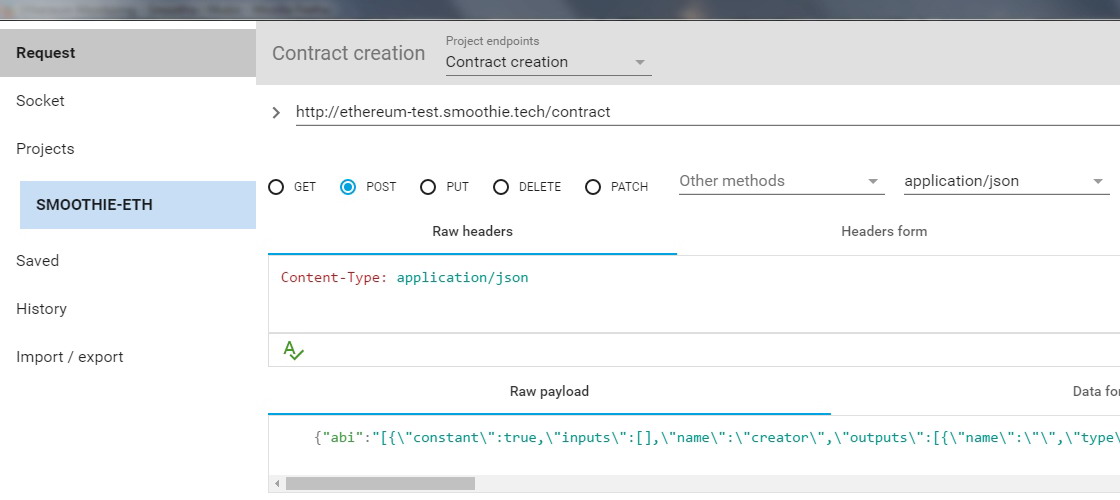 Request
Socket
Projects
SMOOTHIE-ETH
Saved
History
Import / export
Contract creation
Project endpoints
Contract creation
http://ethereum-test.smoothie.tech/contract
GET POST PUT DELETE PATCH Other methods application/json
Raw headers Headers form
Content-Type: application/json
Raw payload Data for
{"abi":"[{\"constant\":true,\"inputs\":[],\"name\":\"creator\",\"outputs\":[{\"name\":\"\",\"type\